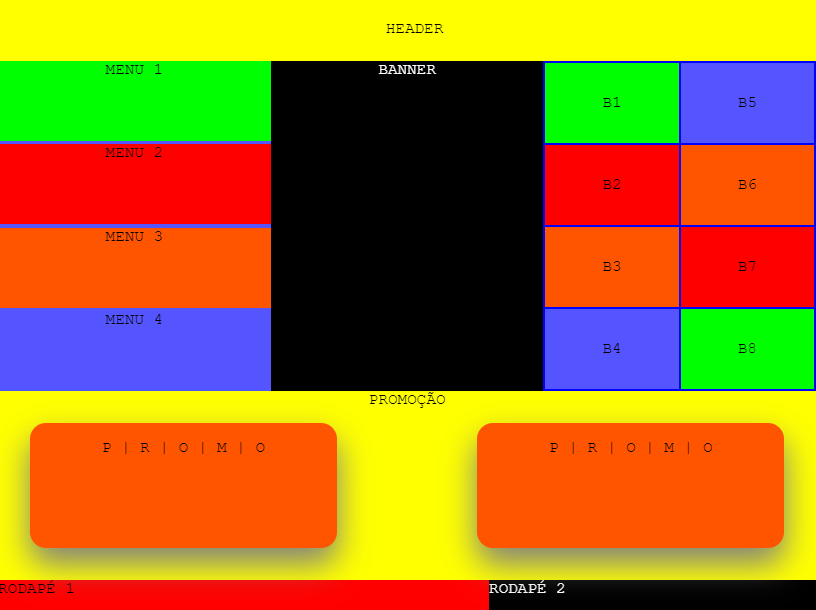 HEADER
MENU 1
MENU 2
MENU 3
MENU 4
BANNER
B1
B5
B2
B6
B3
B7
B4
B8
PROMOÇÃO
P | R | O | M | O
P | R | O | M | O
RODAPÉ 1
RODAPÉ 2